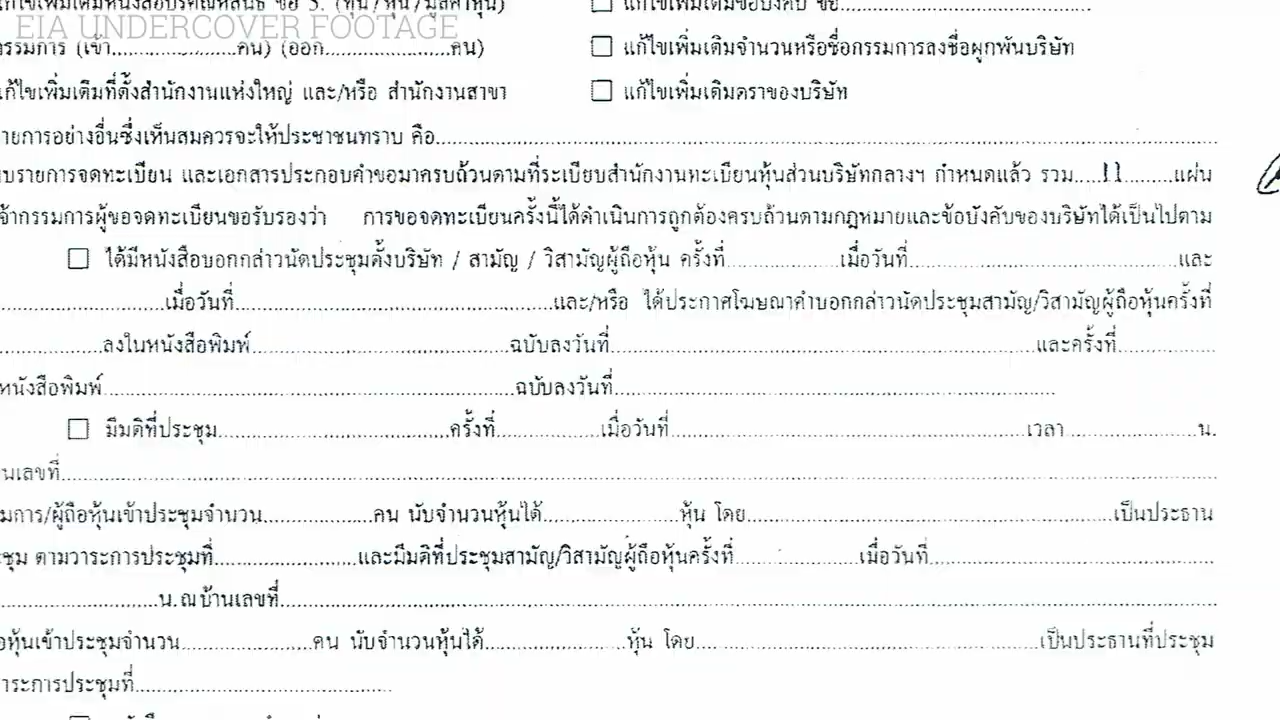 แก้ไขเพิ่มเติมหนังสือบริคณห์สนธิ ข้อ 5. (ทุน/หุ้น/มูลค่าหุ้น) ☐ แก้ไขเพิ่มเติมข้อบังคับ ข้อ....................
EIA UNDERCOVER FOOTAGE
กรรมการ (เข้า....................คน) (ออก....................คน) ☐ แก้ไขเพิ่มเติมจำนวนหรือชื่อกรรมการลงชื่อผูกพันบริษัท
แก้ไขเพิ่มเติมที่ตั้งสำนักงานแห่งใหญ่ และ/หรือ สำนักงานสาขา ☐ แก้ไขเพิ่มเติมตราของบริษัท
รายการอย่างอื่นซึ่งเห็นสมควรจะให้ประชาชนทราบ คือ....................
บรายการจดทะเบียน และเอกสารประกอบคำขอมาครบถ้วนตามที่ระเบียบสำนักงานทะเบียนหุ้นส่วนบริษัทกลางฯ กำหนดแล้ว รวม.....11.........แผ่น
จ้ากรรมการผู้ขอจดทะเบียนขอรับรองว่า การขอจดทะเบียนครั้งนี้ได้ดำเนินการถูกต้องครบถ้วนตามกฎหมายและข้อบังคับของบริษัทได้เป็นไปตาม
☐ ได้มีหนังสือบอกกล่าวนัดประชุมตั้งบริษัท / สามัญ / วิสามัญผู้ถือหุ้น ครั้งที่....................เมื่อวันที่....................และ
....................เมื่อวันที่....................และ/หรือ ได้ประกาศโฆษณาคำบอกกล่าวนัดประชุมสามัญ/วิสามัญผู้ถือหุ้นครั้งที่
....................ลงในหนังสือพิมพ์....................ฉบับลงวันที่....................และครั้งที่....................
หนังสือพิมพ์....................ฉบับลงวันที่....................
☐ มีมติที่ประชุม....................ครั้งที่....................เมื่อวันที่....................เวลา....................น.
นเลขที่....................
มการ/ผู้ถือหุ้นเข้าประชุมจำนวน....................คน นับจำนวนหุ้นได้....................หุ้น โดย....................เป็นประธาน
ะชุม ตามวาระการประชุมที่....................และมีมติที่ประชุมสามัญ/วิสามัญผู้ถือหุ้นครั้งที่....................เมื่อวันที่....................
....................น. ณ บ้านเลขที่....................
อหุ้นเข้าประชุมจำนวน....................คน นับจำนวนหุ้นได้....................หุ้น โดย....................เป็นประธานที่ประชุม
าระการประชุมที่....................